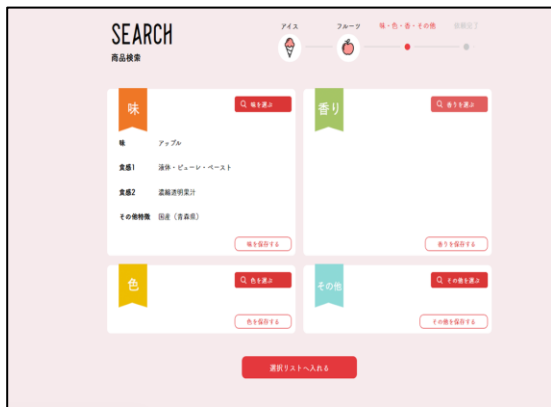 SEARCH
商品検索
アイス
フルーツ
味・色・香・その他
味
味を選ぶ
味 アップル
食感1 液体・ピューレ・ペースト
食感2 濃縮透明果汁
その他特徴 国産（青森県）
味を保存する
香り
香りを選ぶ
香りを保存する
色
色を選ぶ
色を保存する
その他
その他を選ぶ
その他を保存する
選択リストへ入れる